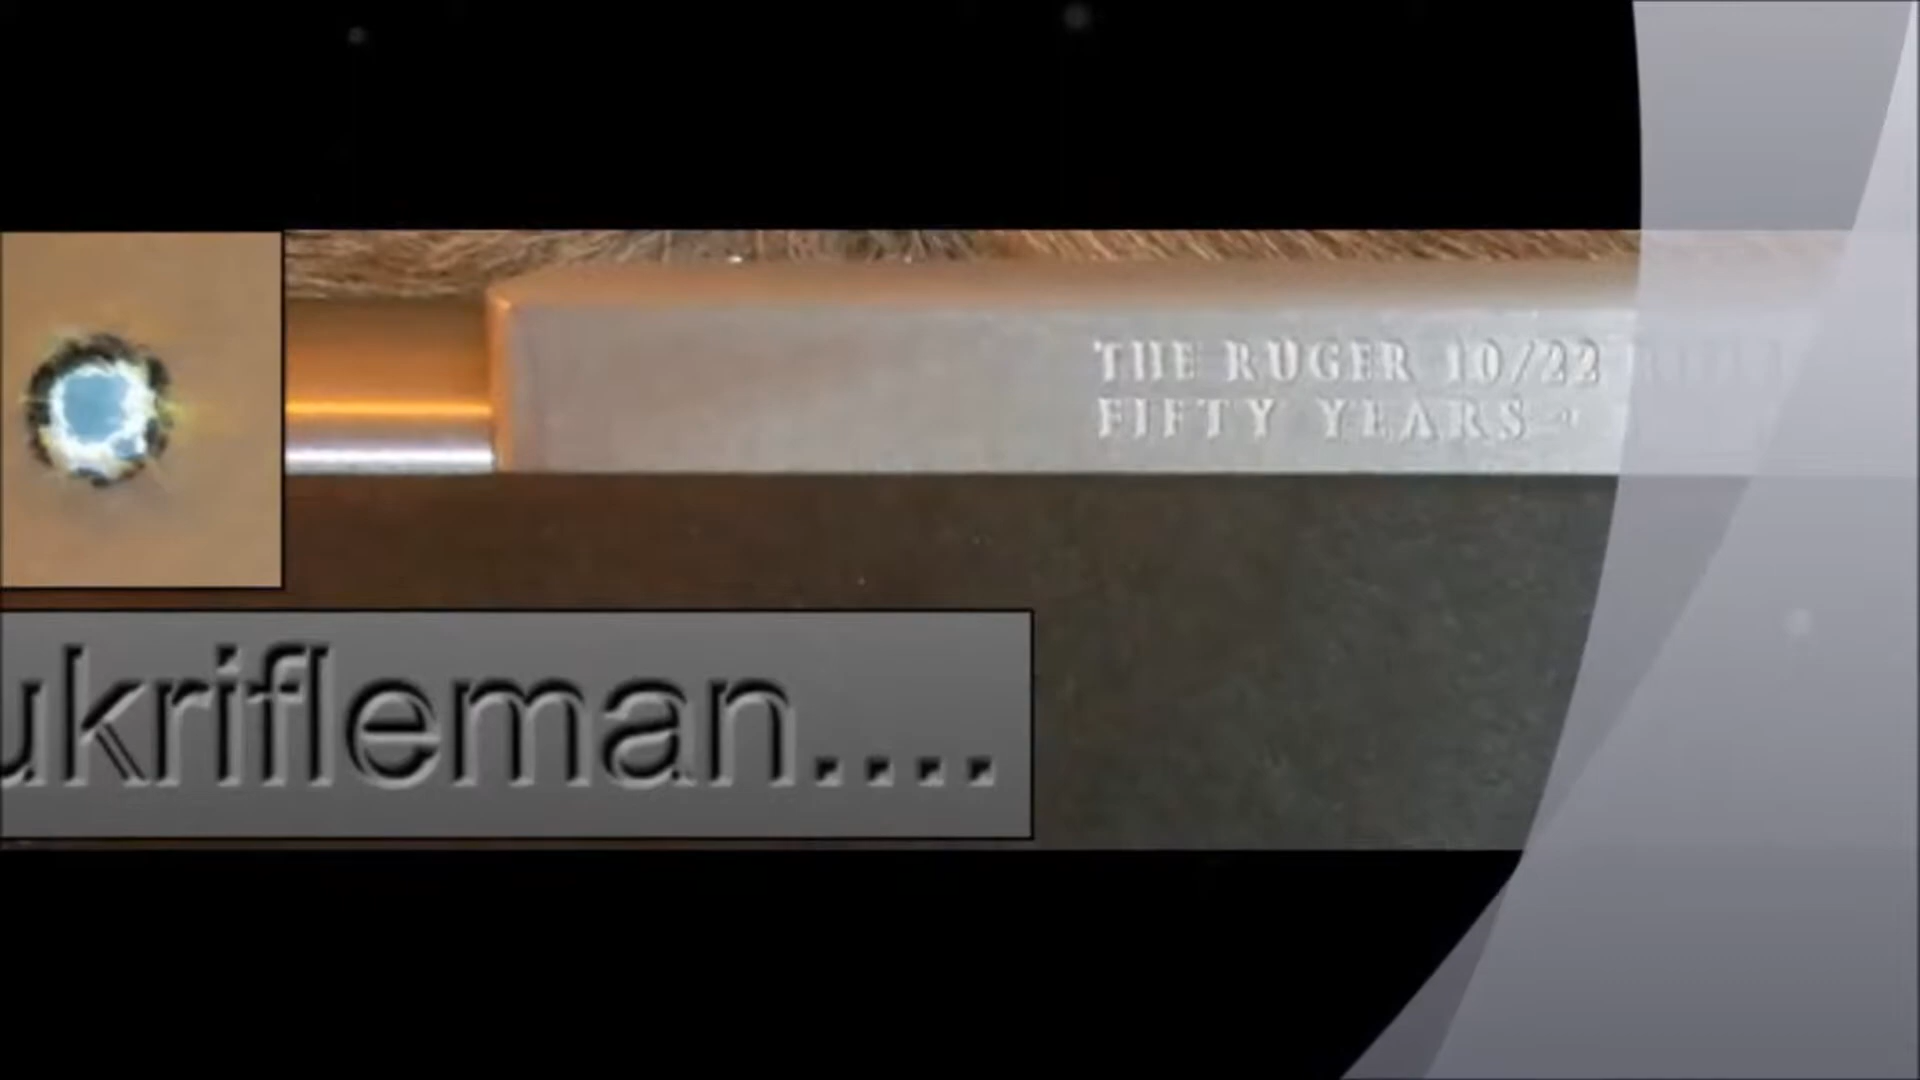 THE RUGER 10/22
FIFTY YEARS
ukrifleman....